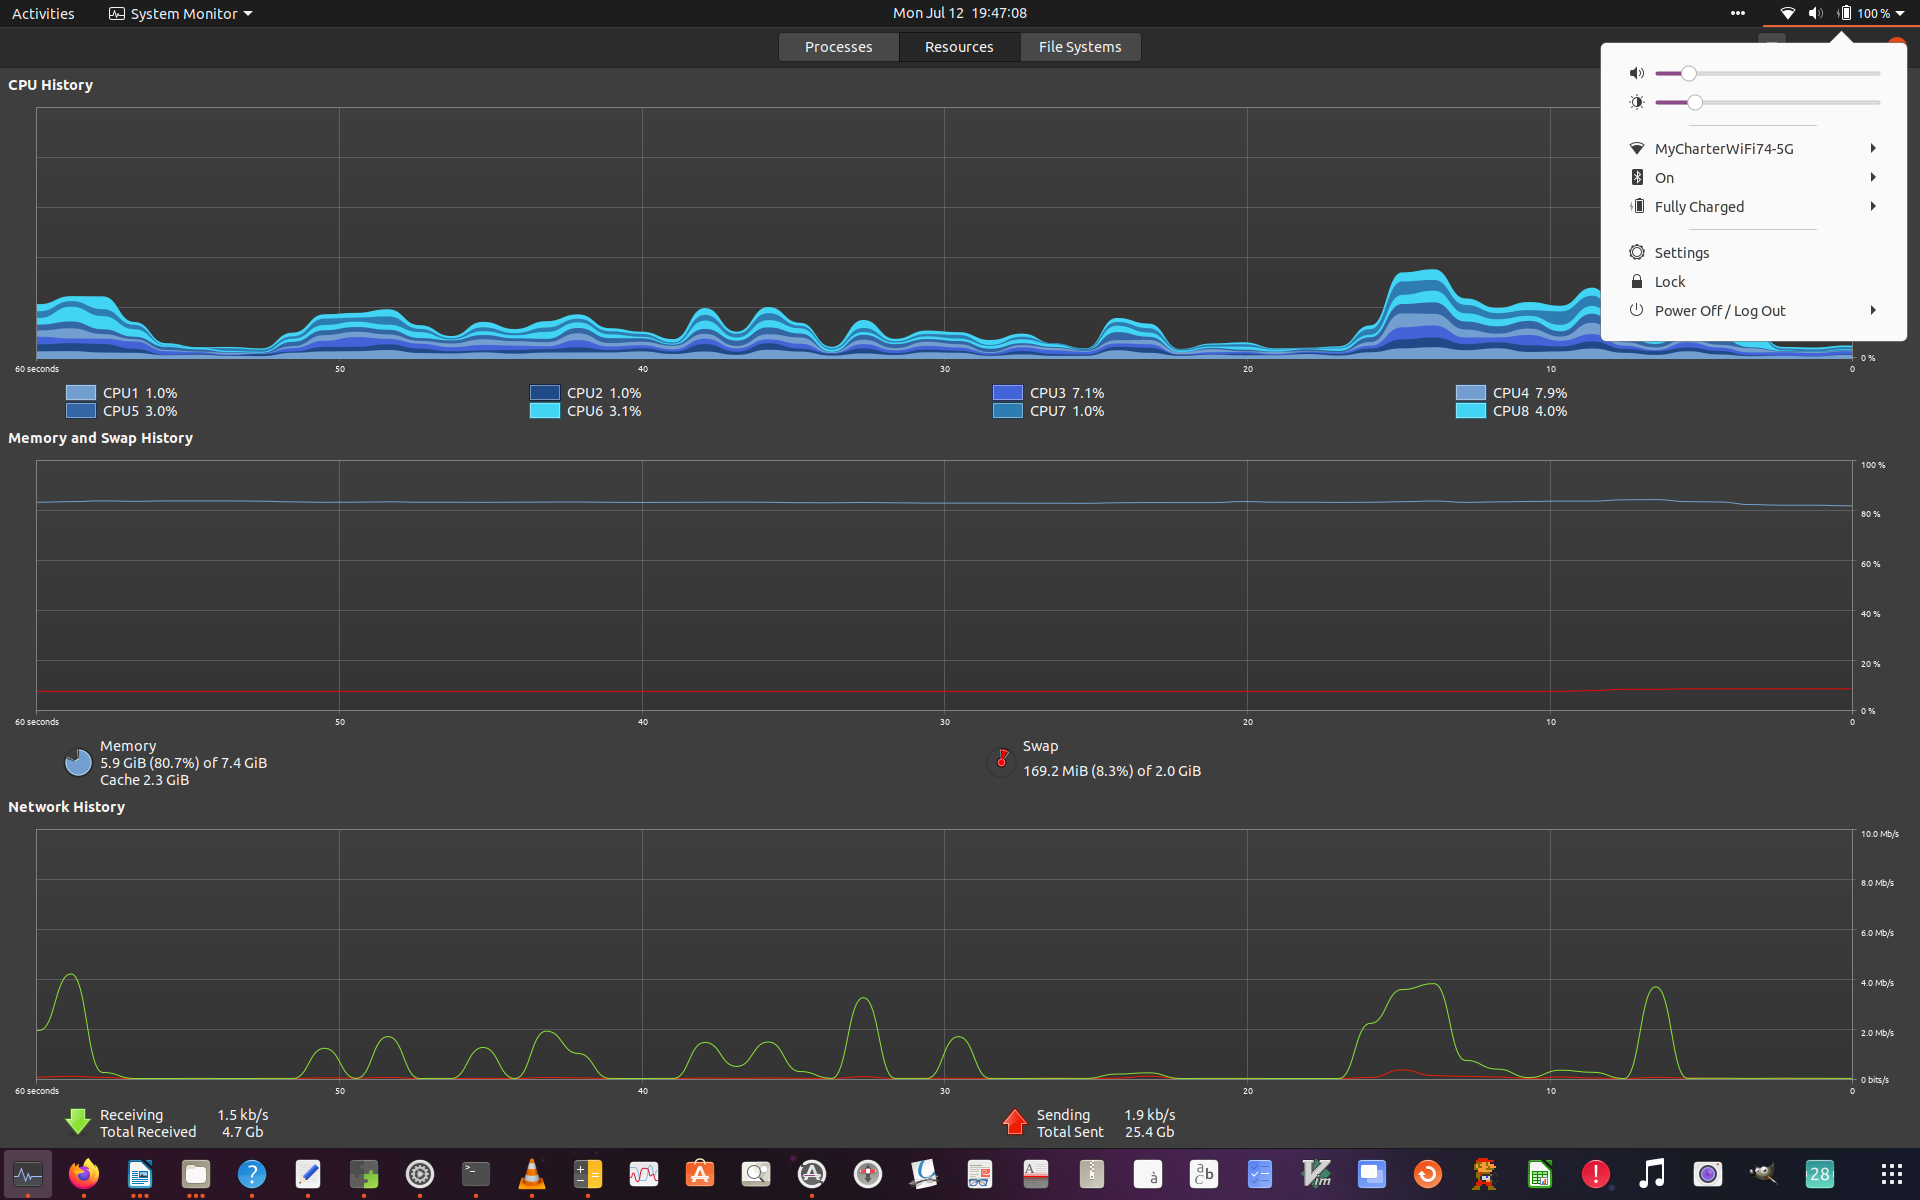 Activities
System Monitor
Mon Jul 12 19:47:08
100 %
Processes
Resources
File Systems
MyCharterWiFi74-5G
On
Fully Charged
Settings
Lock
Power Off / Log Out
CPU History
0 %
60 seconds 50 40 30 20 10 0
CPU1 1.0% CPU2 1.0% CPU3 7.1% CPU4 7.9%
CPU5 3.0% CPU6 3.1% CPU7 1.0% CPU8 4.0%
Memory and Swap History
100 %
80 %
60 %
40 %
20 %
0 %
60 seconds 50 40 30 20 10 0
Memory
5.9 GiB (80.7%) of 7.4 GiB
Cache 2.3 GiB
Swap
169.2 MiB (8.3%) of 2.0 GiB
Network History
10.0 Mb/s
8.0 Mb/s
6.0 Mb/s
4.0 Mb/s
2.0 Mb/s
0 bits/s
60 seconds 50 40 30 20 10 0
Receiving 1.5 kb/s
Total Received 4.7 Gb
Sending 1.9 kb/s
Total Sent 25.4 Gb
28